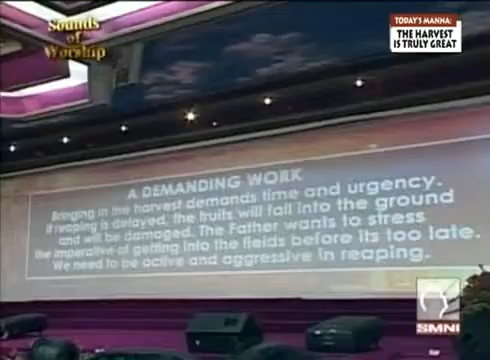 Sounds
of
Worship
TODAY'S MANNA:
THE HARVEST
IS TRULY GREAT
A DEMANDING WORK
Bringing in the harvest demands time and urgency.
If reaping is delayed, the fruits will fall into the ground
and will be damaged. The Father wants to stress
the imperative of getting into the fields before its too late.
We need to be active and aggressive in reaping.
SMNI